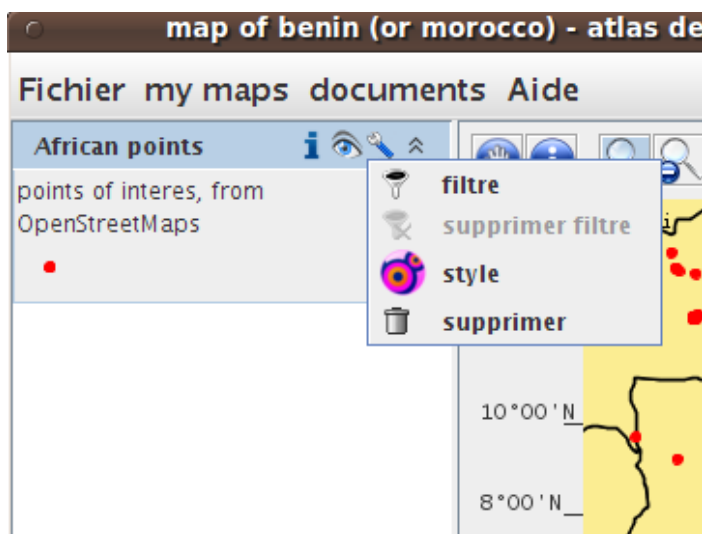 map of benin (or morocco) - atlas de
Fichier my maps documents Aide
African points
points of interes, from
OpenStreetMaps
filtre
supprimer filtre
style
supprimer
10°00'N
8°00'N